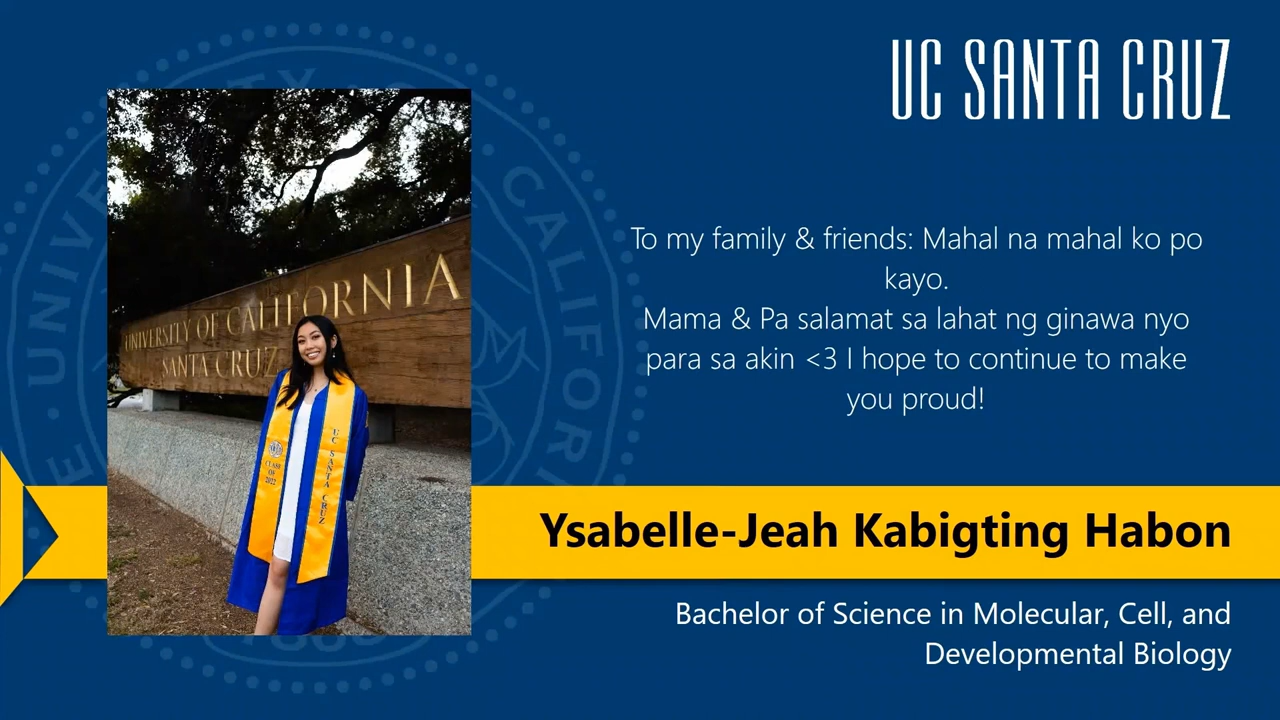 UC SANTA CRUZ
To my family & friends: Mahal na mahal ko po
kayo.
Mama & Pa salamat sa lahat ng ginawa nyo
para sa akin <3 I hope to continue to make
you proud!
UNIVERSITY OF CALIFORNIA
SANTA CRUZ
CLASS
OF
2022
UC SANTA CRUZ
Ysabelle-Jeah Kabigting Habon
Bachelor of Science in Molecular, Cell, and
Developmental Biology